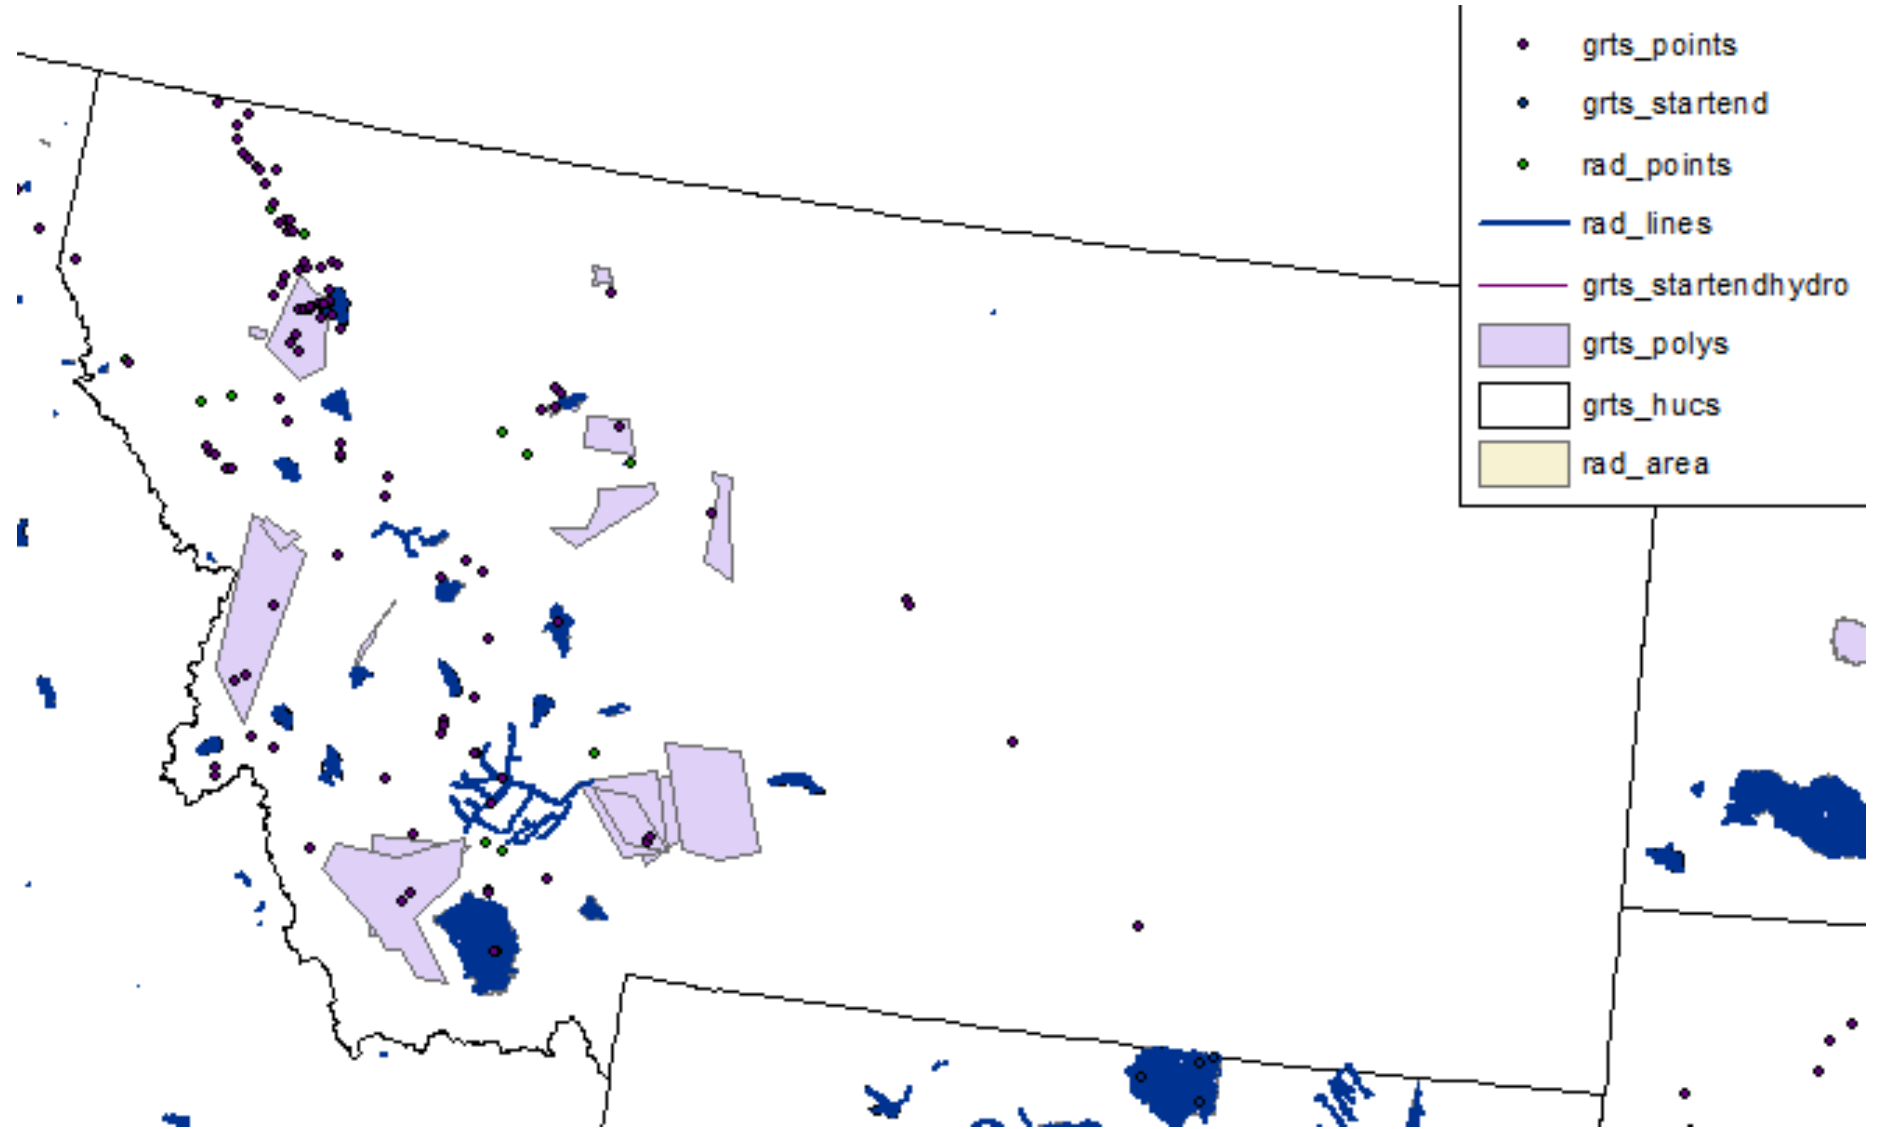 grts_points
grts_startend
rad_points
rad_lines
grts_startendhydro
grts_polys
grts_hucs
rad_area